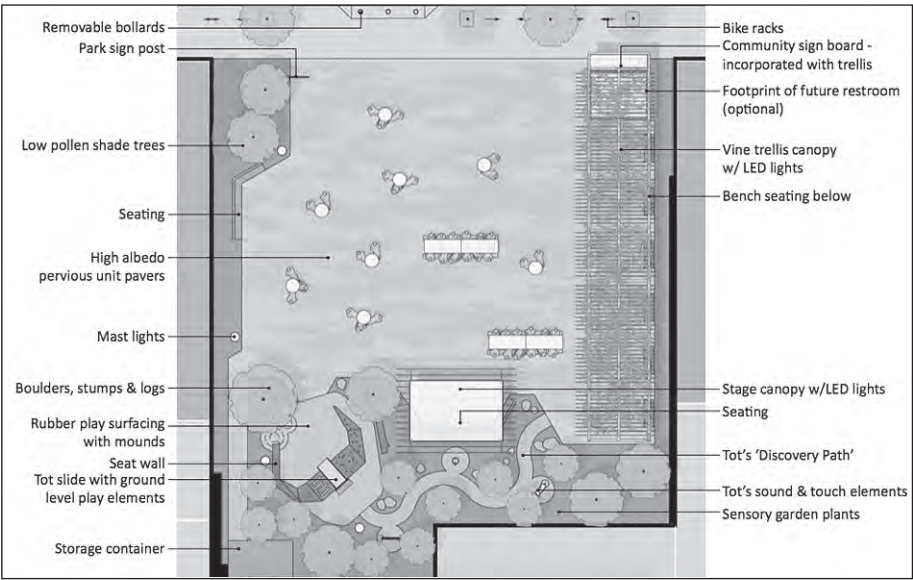 Removable bollards
Park sign post
Low pollen shade trees
Seating
High albedo
pervious unit pavers
Mast lights
Boulders, stumps & logs
Rubber play surfacing
with mounds
Seat wall
Tot slide with ground
level play elements
Storage container
Bike racks
Community sign board -
incorporated with trellis
Footprint of future restroom
(optional)
Vine trellis canopy
w/ LED lights
Bench seating below
Stage canopy w/LED lights
Seating
Tot's 'Discovery Path'
Tot's sound & touch elements
Sensory garden plants